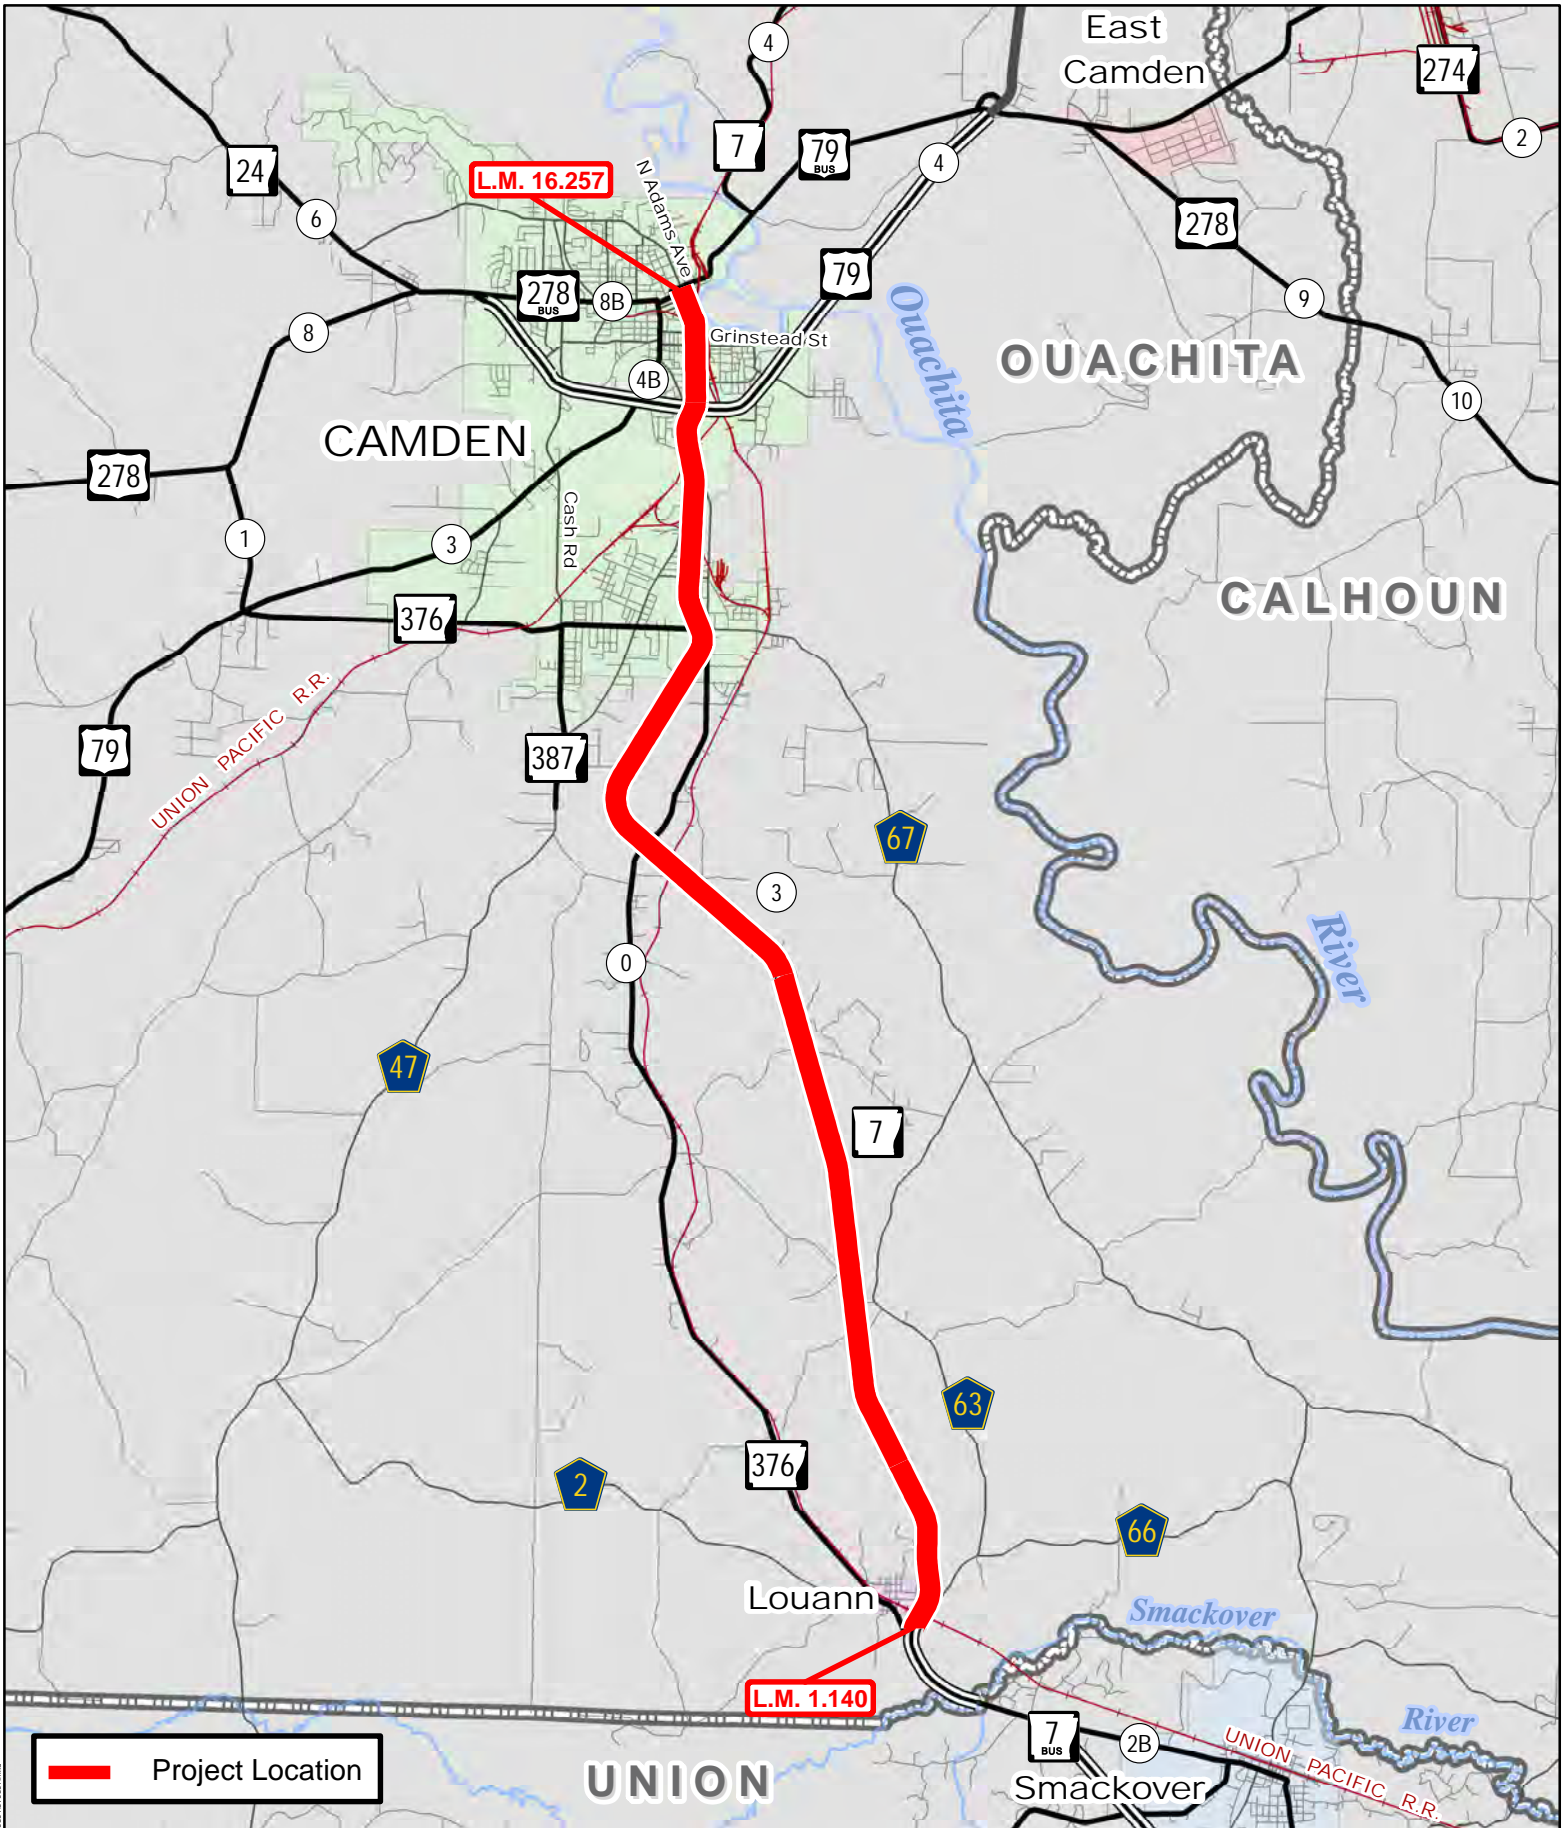 East
Camden
4
274
2
7
79
BUS
24
L.M. 16.257
N Adams Ave
4
6
278
79
278
BUS
8B
9
Ouachita
8
Grinstead St
OUACHITA
4B
10
CAMDEN
278
Cash Rd
1
3
CALHOUN
376
UNION PACIFIC R.R.
79
387
67
3
River
0
47
7
63
376
2
66
Louann
Smackover
L.M. 1.140
River
7
BUS
2B
UNION PACIFIC R.R.
Project Location
UNION
Smackover